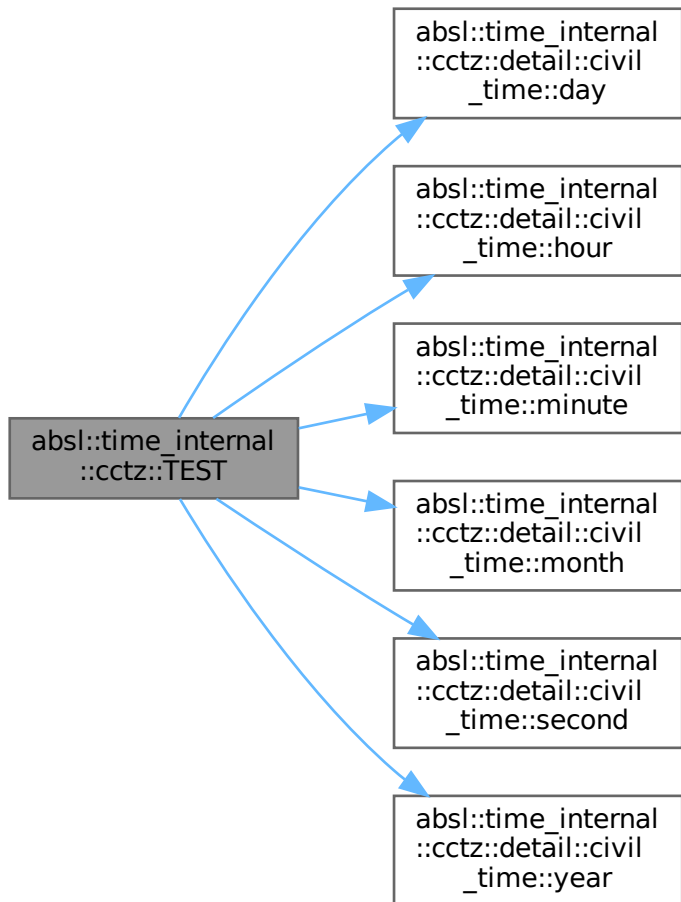 absl::time_internal
::cctz::detail::civil
_time::day
absl::time_internal
::cctz::detail::civil
_time::hour
absl::time_internal
::cctz::detail::civil
_time::minute
absl::time_internal
::cctz::TEST
absl::time_internal
::cctz::detail::civil
_time::month
absl::time_internal
::cctz::detail::civil
_time::second
absl::time_internal
::cctz::detail::civil
_time::year